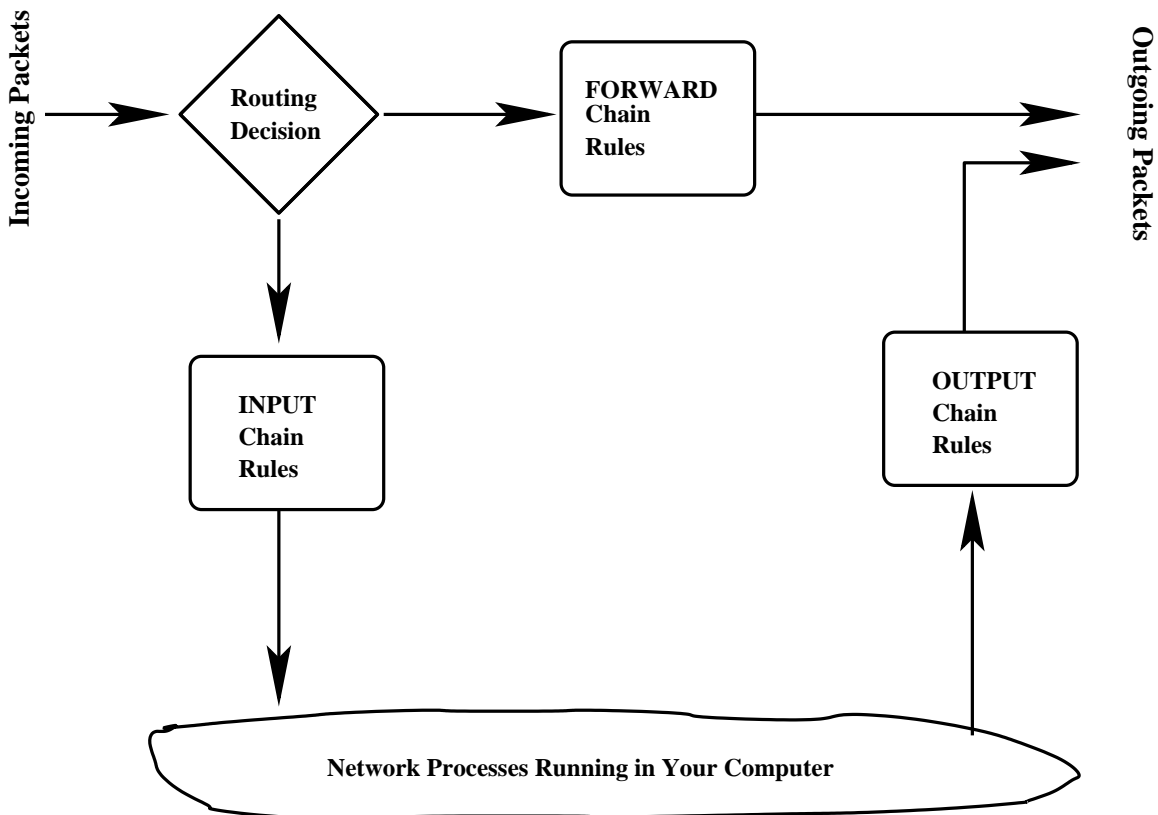 Incoming Packets
Routing
Decision
FORWARD
Chain
Rules
Outgoing Packets
INPUT
Chain
Rules
OUTPUT
Chain
Rules
Network Processes Running in Your Computer